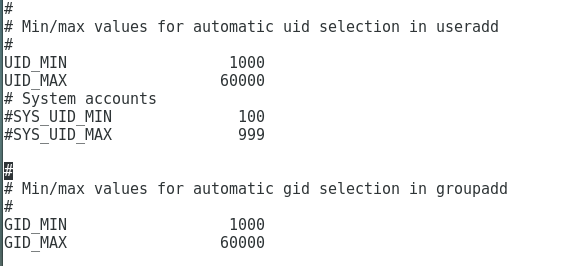 #
# Min/max values for automatic uid selection in useradd
#
UID_MIN                  1000
UID_MAX                 60000
# System accounts
#SYS_UID_MIN              100
#SYS_UID_MAX              999

#
# Min/max values for automatic gid selection in groupadd
#
GID_MIN                  1000
GID_MAX                 60000